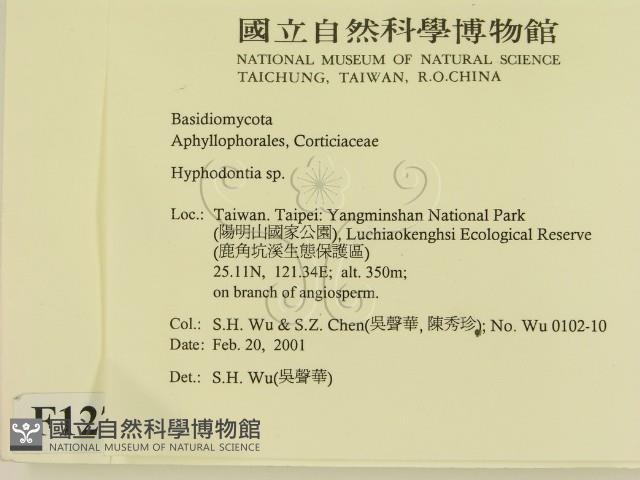 國立自然科學博物館
NATIONAL MUSEUM OF NATURAL SCIENCE
TAICHUNG, TAIWAN, R.O.CHINA
Basidiomycota
Aphyllophorales, Corticiaceae
Hyphodontia sp.
Loc.: Taiwan. Taipei: Yangminshan National Park
(陽明山國家公園), Luchiaokenghsi Ecological Reserve
(鹿角坑溪生態保護區)
25.11N, 121.34E; alt. 350m;
on branch of angiosperm.
Col.: S.H. Wu & S.Z. Chen(吳聲華, 陳秀珍); No. Wu 0102-10
Date: Feb. 20, 2001
Det.: S.H. Wu(吳聲華)
國立自然科學博物館
NATIONAL MUSEUM OF NATURAL SCIENCE